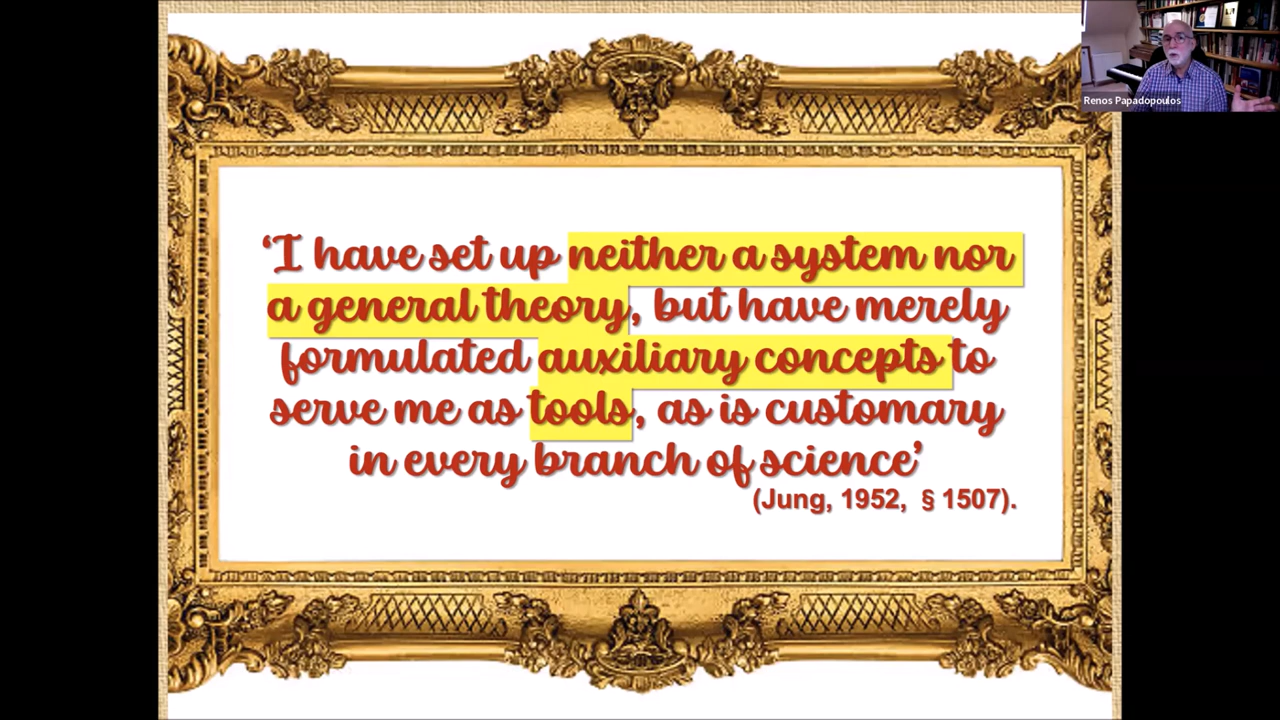 Renos Papadopoulos
‘I have set up neither a system nor
a general theory, but have merely
formulated auxiliary concepts to
serve me as tools, as is customary
in every branch of science’
(Jung, 1952, § 1507).